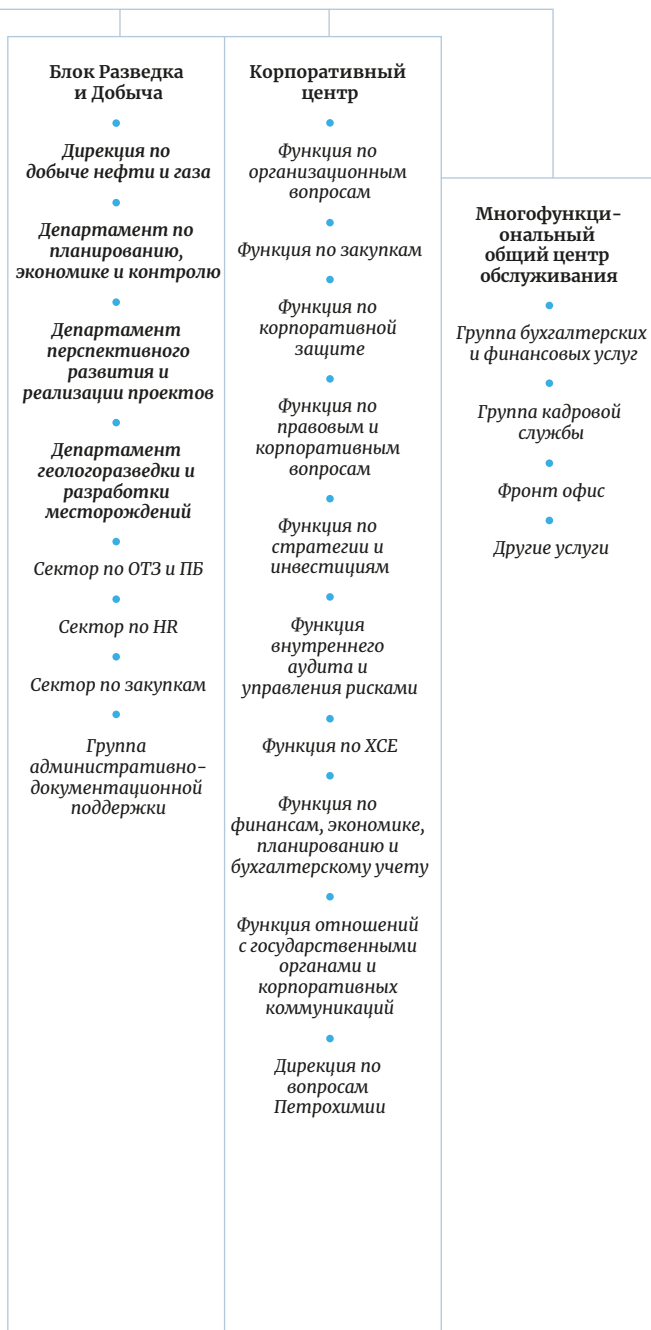 Блок Разведка
и Добыча
Дирекция по
добыче нефти и газа
Департамент по
планированию,
экономике и контролю
Департамент
перспективного
развития и
реализации проектов
Департамент
геологоразведки и
разработки
месторождений
Сектор по ОТЗ и ПБ
Сектор по HR
Сектор по закупкам
Группа
административно-
документационной
поддержки
Корпоративный
центр
Функция по
организационным
вопросам
Функция по закупкам
Функция по
корпоративной
защите
Функция по
правовым и
корпоративным
вопросам
Функция по
стратегии и
инвестициям
Функция
внутреннего
аудита и
управления рисками
Функция по ХСЕ
Функция по
финансам, экономике,
планированию и
бухгалтерскому учету
Функция отношений
с государственными
органами и
корпоративных
коммуникаций
Дирекция по
вопросам
Петрохимии
Многофункци-
ональный
общий центр
обслуживания
Группа бухгалтерских
и финансовых услуг
Группа кадровой
службы
Фронт офис
Другие услуги